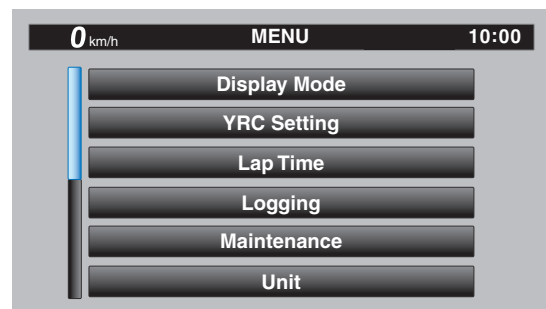 0 km/h MENU 10:00
Display Mode
YRC Setting
Lap Time
Logging
Maintenance
Unit